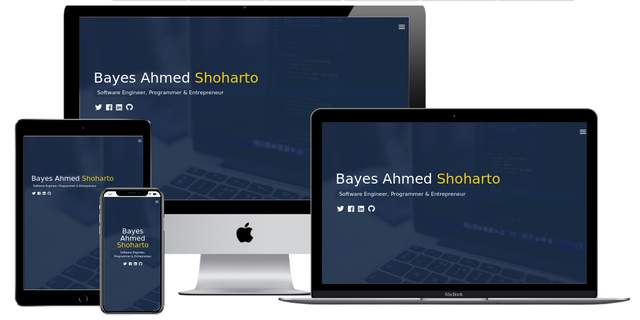 Bayes Ahmed Shoharto
Software Engineer, Programmer & Entrepreneur
Bayes Ahmed Shoharto
Software Engineer, Programmer & Entrepreneur
Bayes
Ahmed
Shoharto
Software Engineer,
Programmer & Entrepreneur
Bayes Ahmed Shoharto
Software Engineer, Programmer & Entrepreneur
MacBook